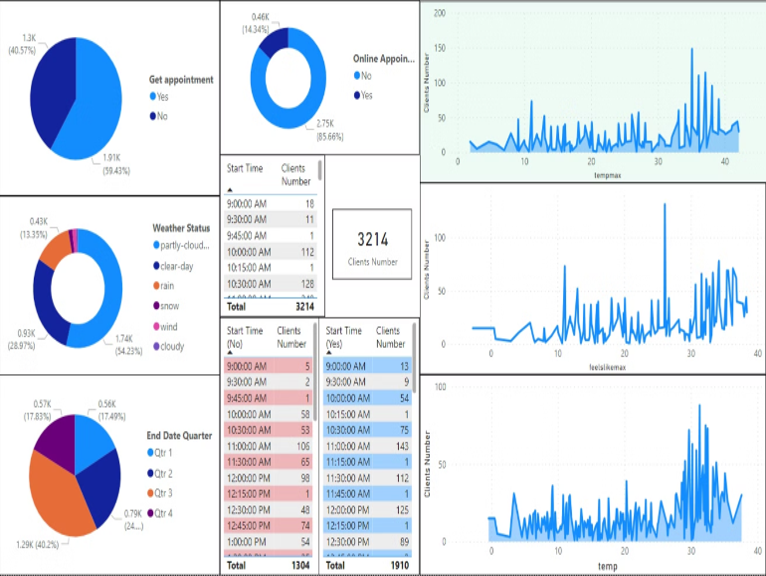 1.3K
(40.57%)
1.91K
(59.43%)
Get appointment
Yes
No
0.46K
(14.34%)
2.75K
(85.66%)
Online Appoin...
No
Yes
Clients Number
200
150
100
50
0
0 10 20 30 40
tempmax
0.43K
(13.35%)
0.93K
(28.97%)
1.74K
(54.23%)
Weather Status
partly-cloud...
clear-day
rain
snow
wind
cloudy
Start Time Clients
Number
9:00:00 AM 18
9:30:00 AM 11
9:45:00 AM 1
10:00:00 AM 112
10:15:00 AM 1
10:30:00 AM 128
Total 3214
3214
Clients Number
Clients Number
100
50
0
0 10 20 30 40
feelslikemax
0.57K
(17.83%)
0.56K
(17.49%)
0.79K
(24....)
1.29K (40.2%)
End Date Quarter
Qtr 1
Qtr 2
Qtr 3
Qtr 4
Start Time Clients
(No) Number
9:00:00 AM 5
9:30:00 AM 2
9:45:00 AM 1
10:00:00 AM 58
10:30:00 AM 53
11:00:00 AM 106
11:30:00 AM 65
12:00:00 PM 98
12:15:00 PM 1
12:30:00 PM 48
12:45:00 PM 74
1:00:00 PM 54
Total 1304
Start Time Clients
(Yes) Number
9:00:00 AM 13
9:30:00 AM 9
10:00:00 AM 54
10:15:00 AM 1
10:30:00 AM 75
11:00:00 AM 143
11:15:00 AM 1
11:30:00 AM 112
11:45:00 AM 1
12:00:00 PM 125
12:15:00 PM 1
12:30:00 PM 89
Total 1910
Clients Number
100
50
0
0 10 20 30 40
temp